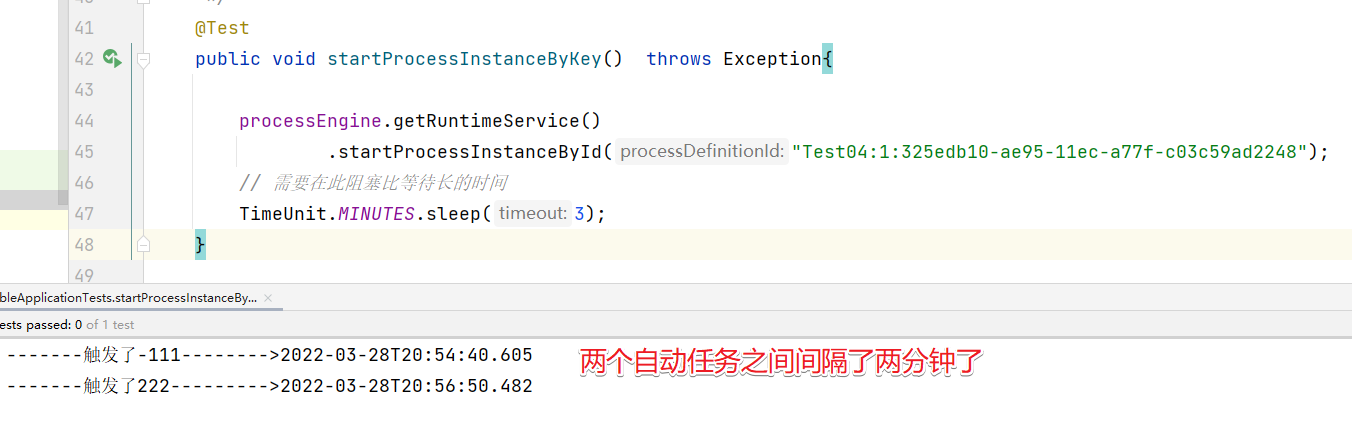 41 @Test
42 public void startProcessInstanceByKey()  throws Exception{
43
44 processEngine.getRuntimeService()
45 .startProcessInstanceById( processDefinitionId: "Test04:1:325edb10-ae95-11ec-a77f-c03c59ad2248");
46 // 需要在此阻塞比等待长的时间
47 TimeUnit.MINUTES.sleep( timeout: 3);
48 }
49
bleApplicationTests.startProcessInstanceBy... ×
ests passed: 0 of 1 test
-------触发了-111-------->2022-03-28T20:54:40.605
两个自动任务之间间隔了两分钟了
-------触发了222--------->2022-03-28T20:56:50.482